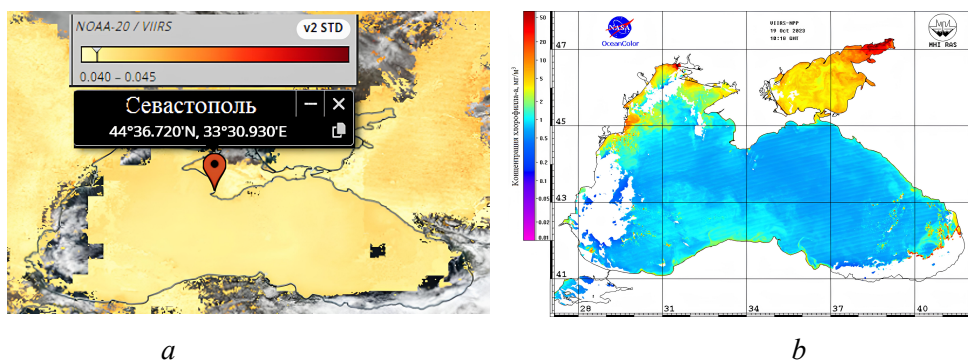 NOAA-20 / VIIRS
v2 STD
0.040 – 0.045
Севастополь
44°36.720'N, 33°30.930'E
a
NASA
OceanColor
VIIRS-NPP
19 Oct 2023
10:10 GMT
MHI RAS
Концентрация хлорофилла-а, мг/м³
50
20
10
5
2
1
0.5
0.2
0.1
0.05
0.02
0.01
47
45
43
41
28
31
34
37
40
b